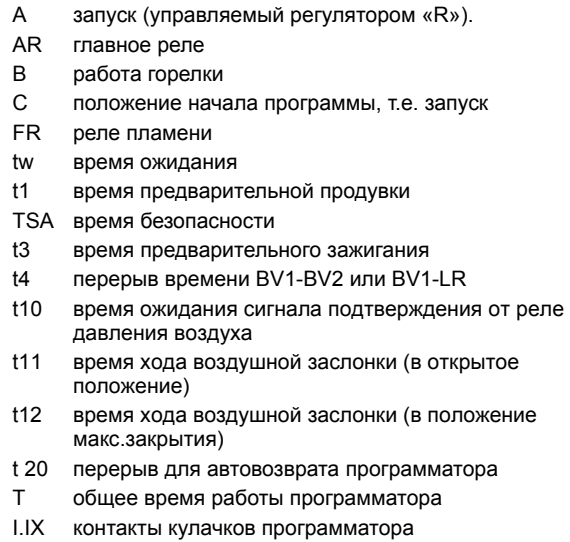 A запуск (управляемый регулятором «R»).
AR главное реле
B работа горелки
C положение начала программы, т.е. запуск
FR реле пламени
tw время ожидания
t1 время предварительной продувки
TSA время безопасности
t3 время предварительного зажигания
t4 перерыв времени BV1-BV2 или BV1-LR
t10 время ожидания сигнала подтверждения от реле
давления воздуха
t11 время хода воздушной заслонки (в открытое
положение)
t12 время хода воздушной заслонки (в положение
макс.закрытия)
t 20 перерыв для автовозврата программатора
T общее время работы программатора
I.IX контакты кулачков программатора